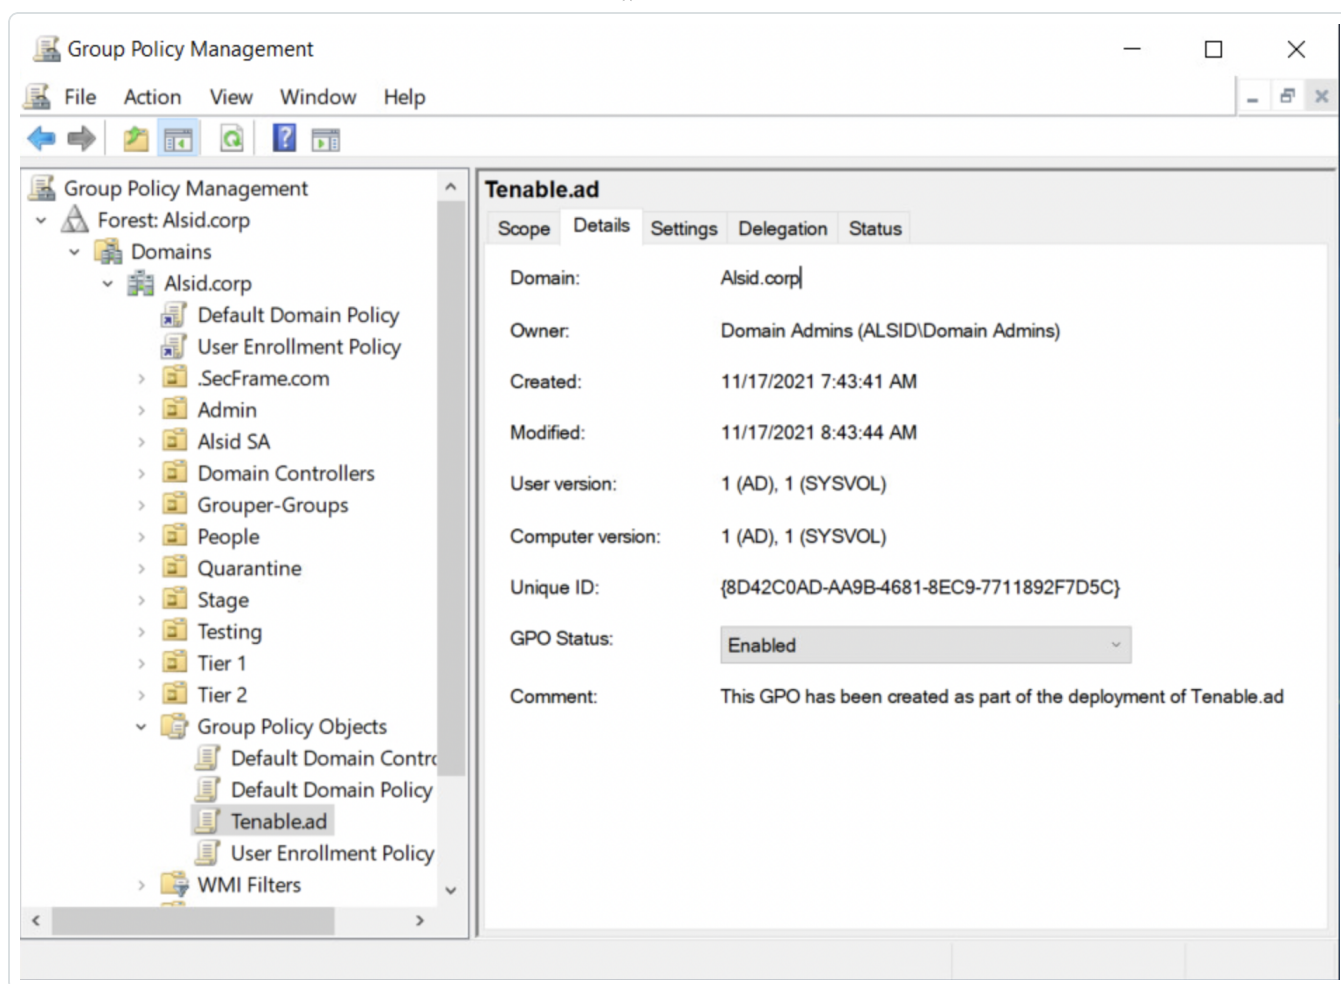 Group Policy Management
File Action View Window Help
Group Policy Management
Forest: Alsid.corp
Domains
Alsid.corp
Default Domain Policy
User Enrollment Policy
.SecFrame.com
Admin
Alsid SA
Domain Controllers
Grouper-Groups
People
Quarantine
Stage
Testing
Tier 1
Tier 2
Group Policy Objects
Default Domain Contro
Default Domain Policy
Tenable.ad
User Enrollment Policy
WMI Filters
Tenable.ad
Scope Details Settings Delegation Status
Domain: Alsid.corp
Owner: Domain Admins (ALSID\Domain Admins)
Created: 11/17/2021 7:43:41 AM
Modified: 11/17/2021 8:43:44 AM
User version: 1 (AD), 1 (SYSVOL)
Computer version: 1 (AD), 1 (SYSVOL)
Unique ID: {8D42C0AD-AA9B-4681-8EC9-7711892F7D5C}
GPO Status: Enabled
Comment: This GPO has been created as part of the deployment of Tenable.ad